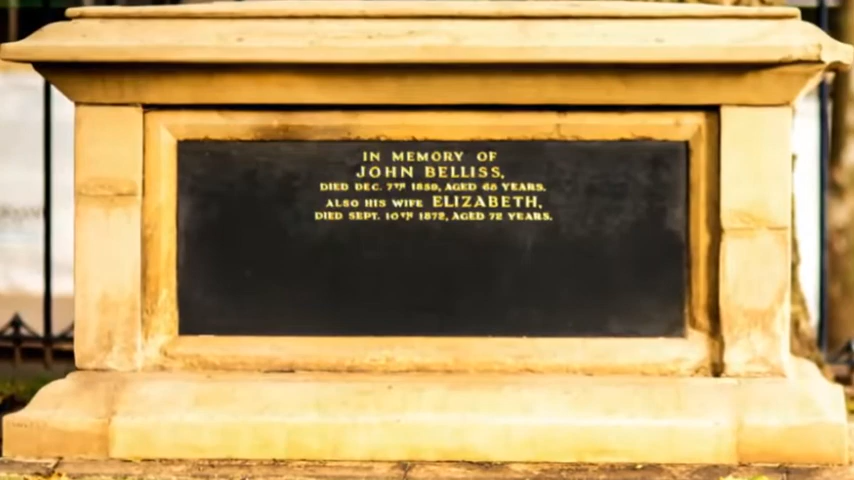 IN MEMORY OF
JOHN BELLISS,
DIED DEC. 7TH 1859, AGED 68 YEARS.
ALSO HIS WIFE ELIZABETH,
DIED SEPT. 10TH 1872, AGED 72 YEARS.